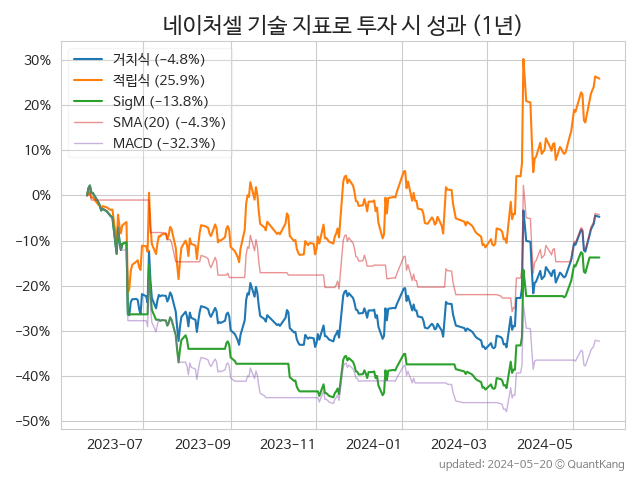 네이처셀 기술 지표로 투자 시 성과 (1년)
거치식 (−4.8%)
적립식 (25.9%)
SigM (−13.8%)
SMA(20) (−4.3%)
MACD (−32.3%)
30%
20%
10%
0%
−10%
−20%
−30%
−40%
−50%
2023−07
2023−09
2023−11
2024−01
2024−03
2024−05
updated: 2024−05−20 © QuantKang